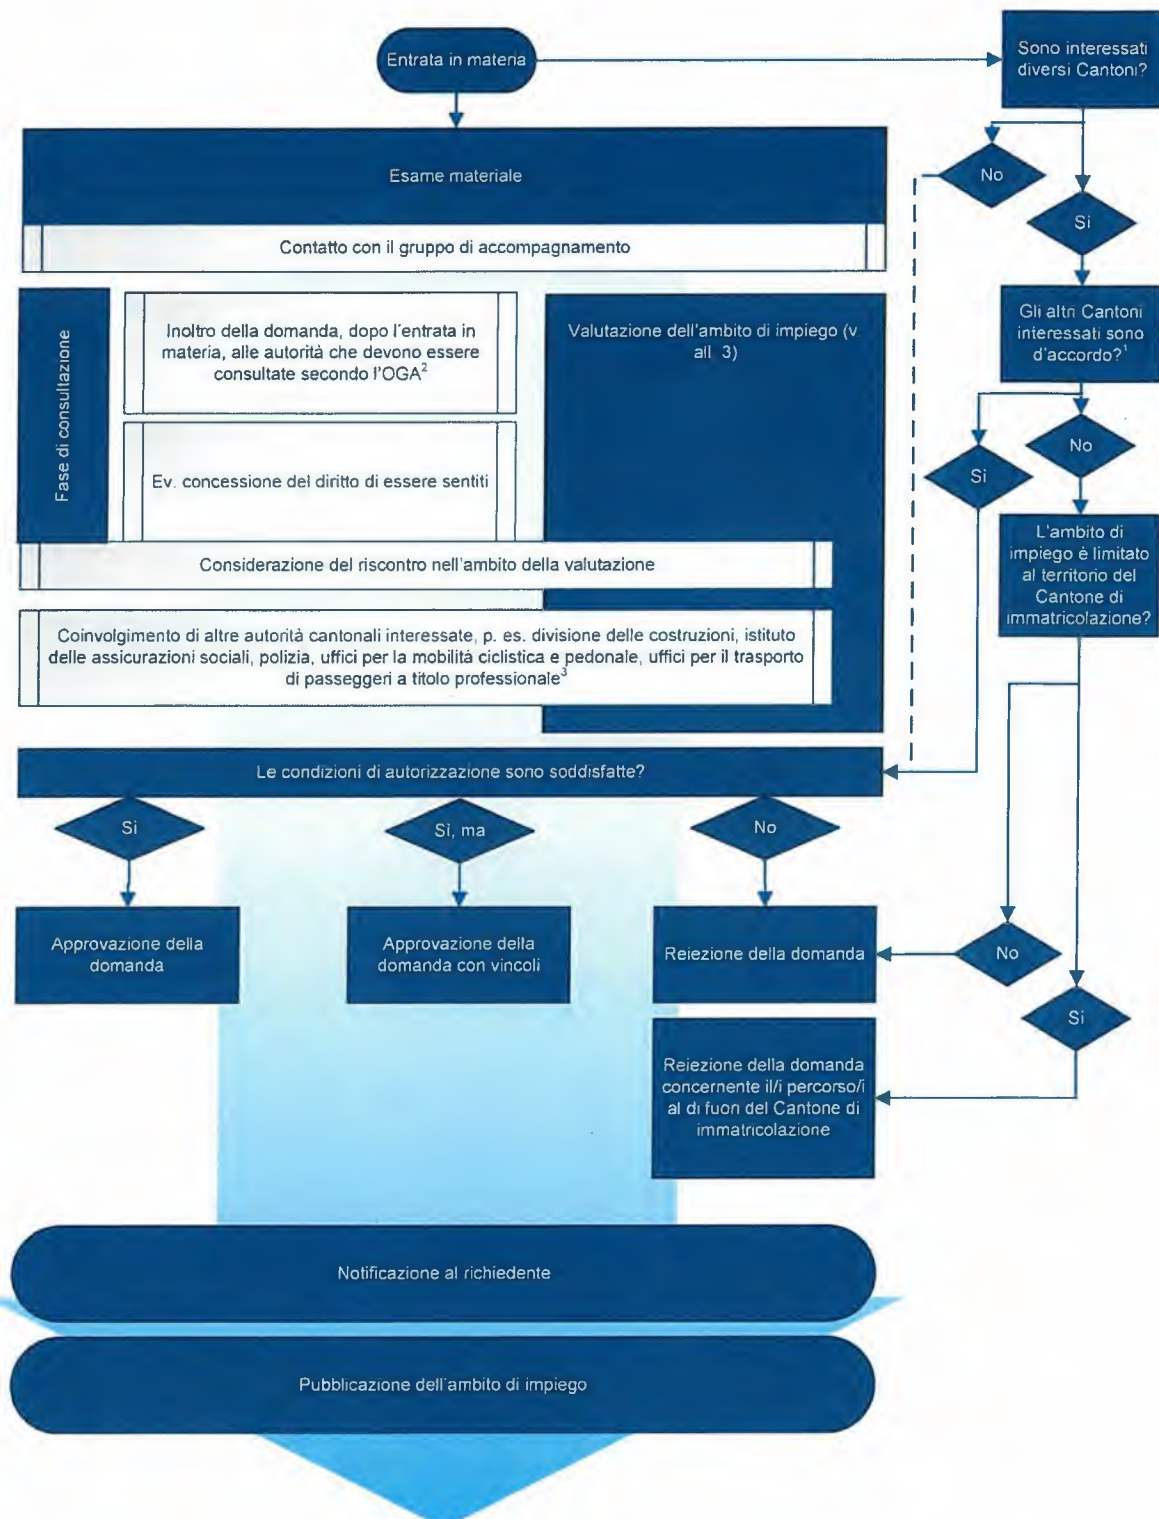 Entrata in materia
Sono interessati
diversi Cantoni?
Esame materiale
No
Si
Contatto con il gruppo di accompagnamento
Fase di consultazione
Inoltro della domanda, dopo l'entrata in
materia, alle autorità che devono essere
consultate secondo l'OGA²
Valutazione dell'ambito di impiego (v.
all. 3)
Gli altri Cantoni
interessati sono
d'accordo?¹
Si
No
Ev. concessione del diritto di essere sentiti
L'ambito di
impiego è limitato
al territorio del
Cantone di
immatricolazione?
Considerazione del riscontro nell'ambito della valutazione
Coinvolgimento di altre autorità cantonali interessate, p. es. divisione delle costruzioni, istituto
delle assicurazioni sociali, polizia, uffici per la mobilità ciclistica e pedonale, uffici per il trasporto
di passeggeri a titolo professionale³
Le condizioni di autorizzazione sono soddisfatte?
Si
Sì, ma
No
Approvazione della
domanda
Approvazione della
domanda con vincoli
Reiezione della domanda
No
Si
Reiezione della domanda
concernente il/i percorso/i
al di fuori del Cantone di
immatricolazione
Notificazione al richiedente
Pubblicazione dell'ambito di impiego